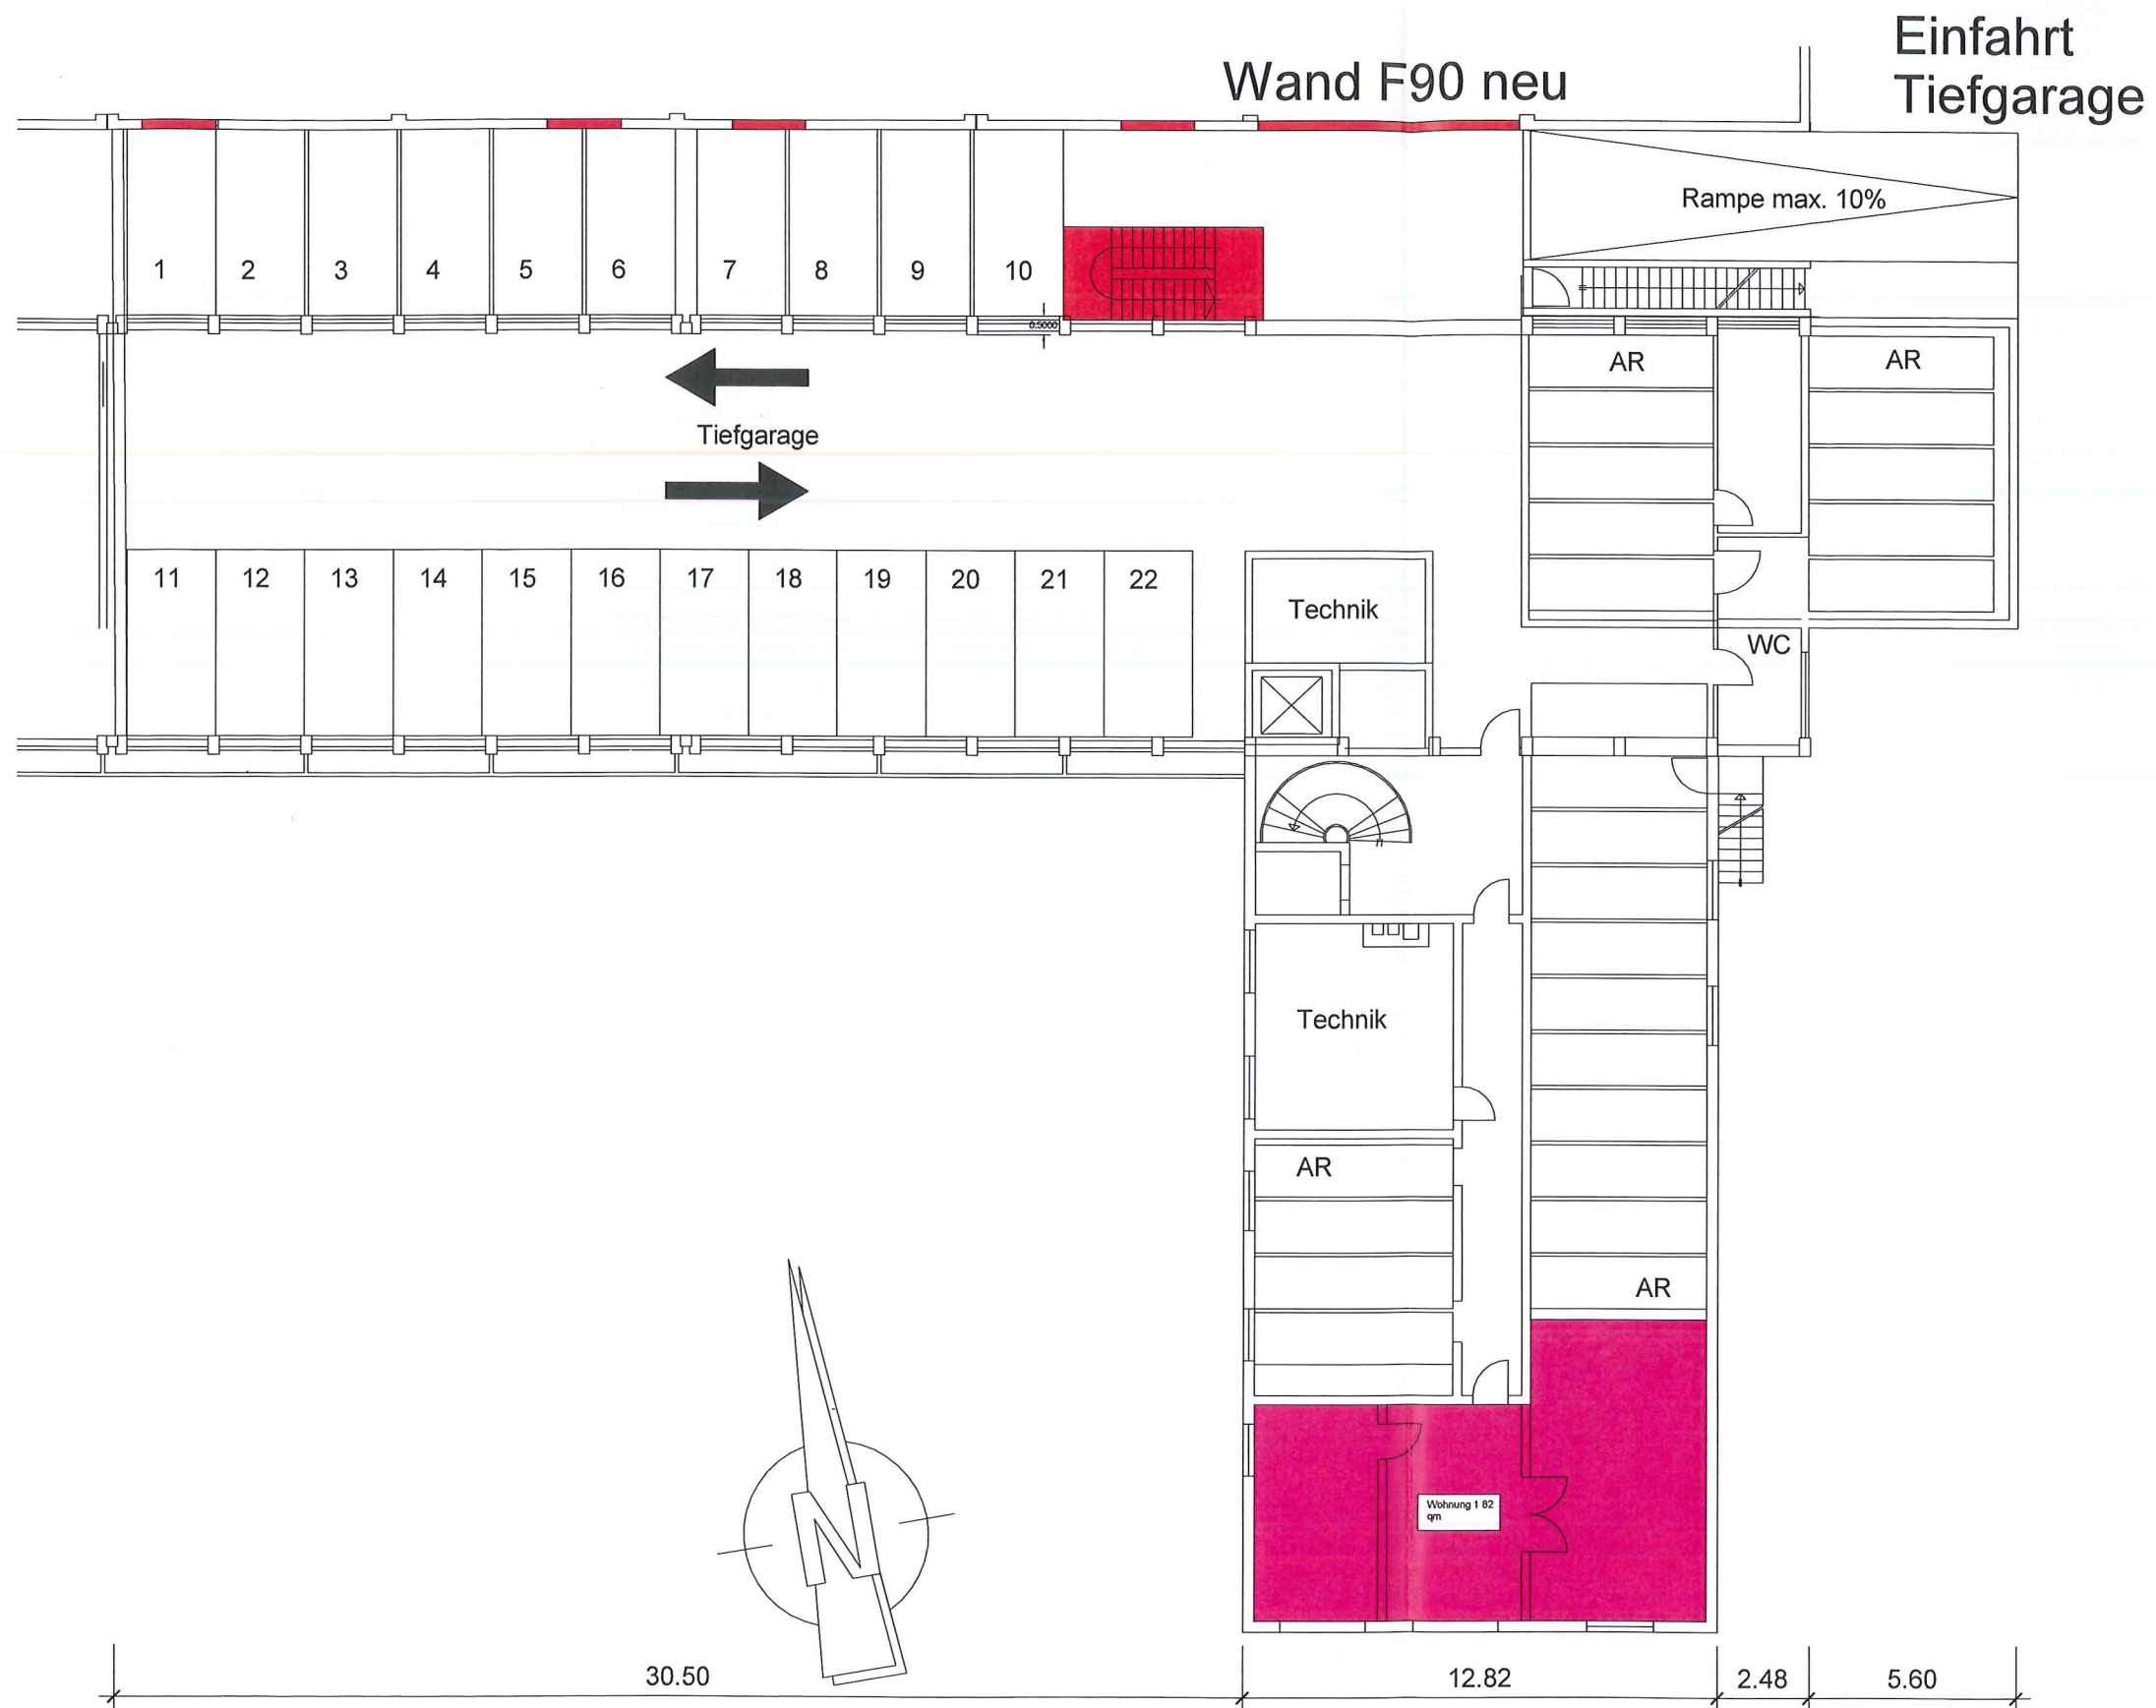 Einfahrt
Tiefgarage
Wand F90 neu
Rampe max. 10%
1 2 3 4 5 6 7 8 9 10
0.5000
AR AR
Tiefgarage
11 12 13 14 15 16 17 18 19 20 21 22
Technik
WC
Technik
AR
AR
Wohnung 1 82
qm
N
30.50 12.82 2.48 5.60